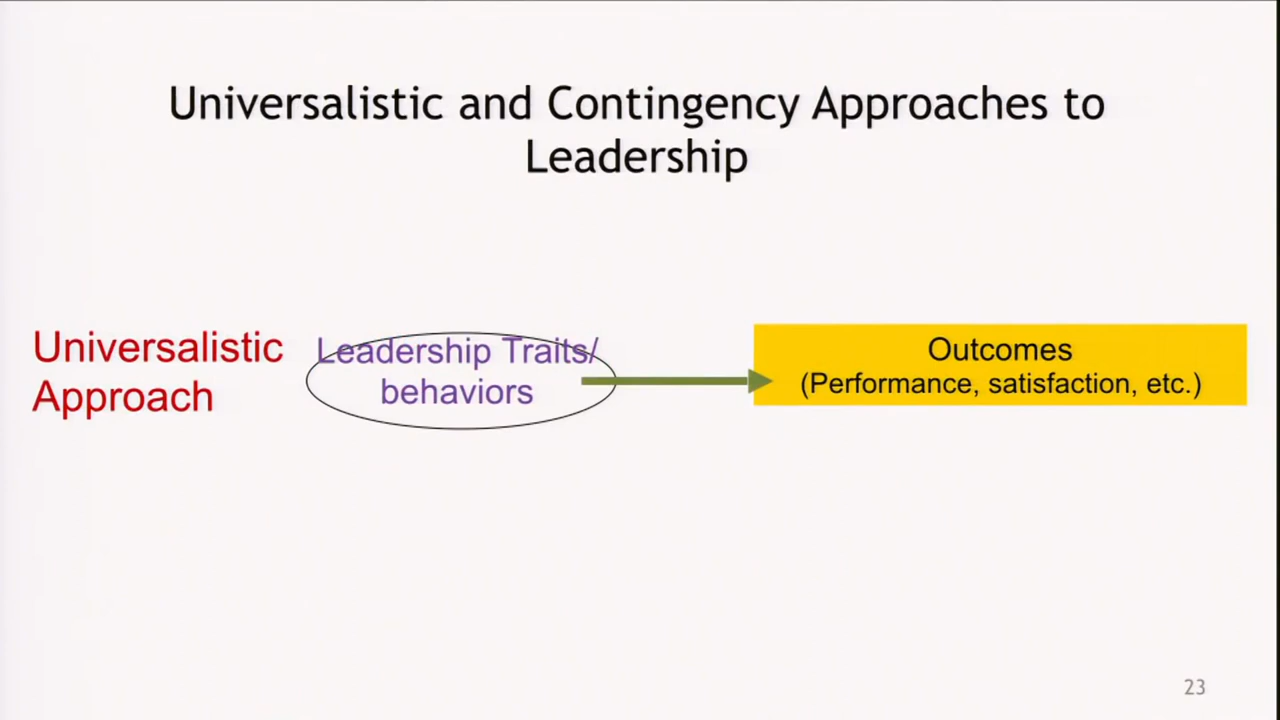 Universalistic and Contingency Approaches to
Leadership
Universalistic
Approach
Leadership Traits/
behaviors
Outcomes
(Performance, satisfaction, etc.)
23